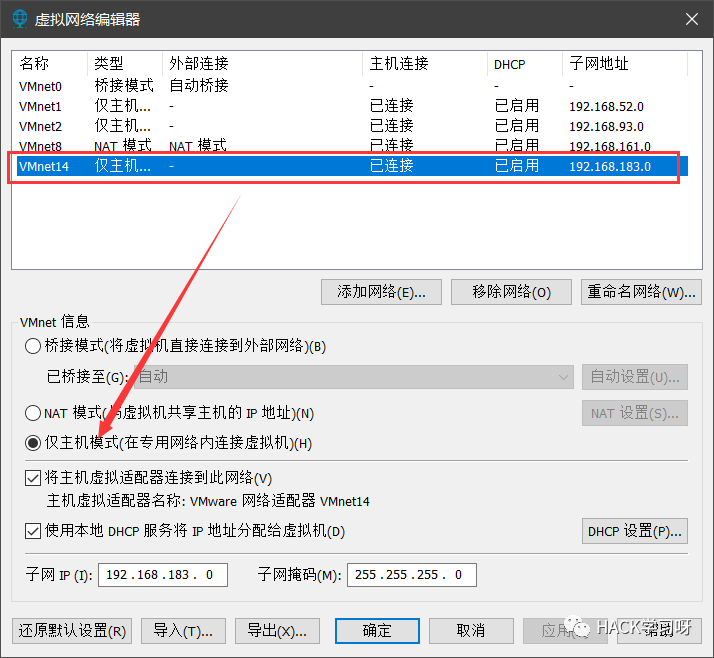 虚拟网络编辑器
名称 类型 外部连接 主机连接 DHCP 子网地址
VMnet0 桥接模式 自动桥接 - - -
VMnet1 仅主机... - 已连接 已启用 192.168.52.0
VMnet2 仅主机... - 已连接 已启用 192.168.93.0
VMnet8 NAT 模式 NAT 模式 已连接 已启用 192.168.161.0
VMnet14 仅主机... - 已连接 已启用 192.168.183.0
添加网络(E)... 移除网络(O) 重命名网络(W)...
VMnet 信息
桥接模式(将虚拟机直接连接到外部网络)(B)
已桥接至(G): 自动 自动设置(U)...
NAT 模式(与虚拟机共享主机的 IP 地址)(N) NAT 设置(S)...
仅主机模式(在专用网络内连接虚拟机)(H)
将主机虚拟适配器连接到此网络(V)
主机虚拟适配器名称: VMware 网络适配器 VMnet14
使用本地 DHCP 服务将 IP 地址分配给虚拟机(D) DHCP 设置(P)...
子网 IP (I): 192 . 168 . 183 . 0 子网掩码(M): 255 . 255 . 255 . 0
还原默认设置(R) 导入(T)... 导出(X)... 确定 取消 应用 帮助
HACK学习呀